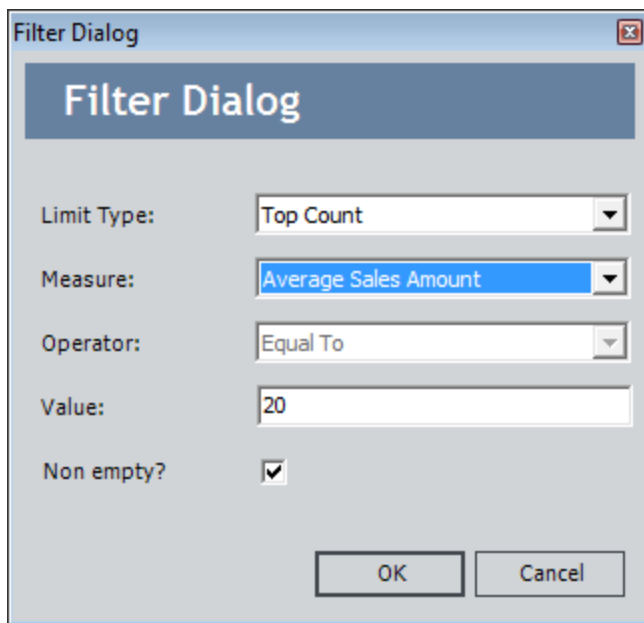 Filter Dialog
Filter Dialog
Limit Type: Top Count
Measure: Average Sales Amount
Operator: Equal To
Value: 20
Non empty?
OK Cancel